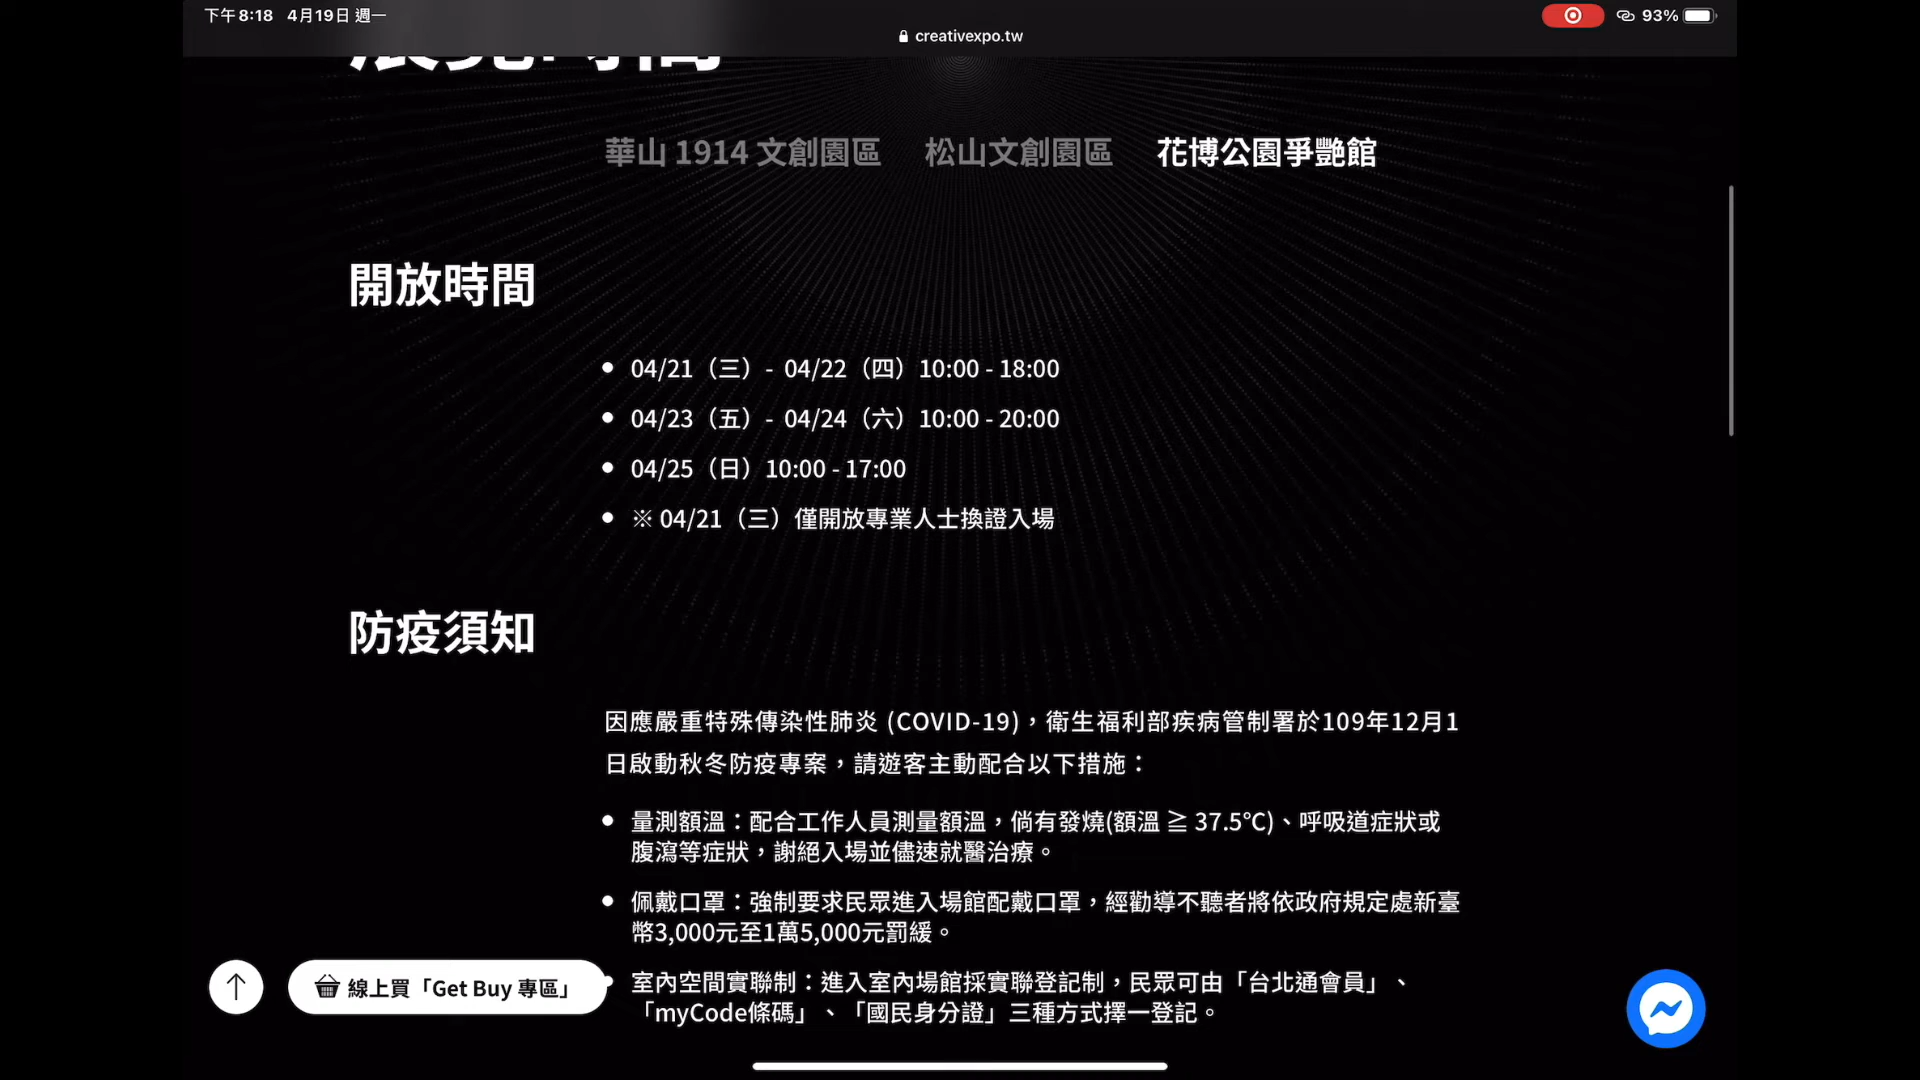 下午8:18 4月19日 週一
93%
creativexpo.tw
華山 1914 文創園區 松山文創園區 花博公園爭艷館
開放時間
04/21（三）- 04/22（四）10:00 - 18:00
04/23（五）- 04/24（六）10:00 - 20:00
04/25（日）10:00 - 17:00
※ 04/21（三）僅開放專業人士換證入場
防疫須知
因應嚴重特殊傳染性肺炎 (COVID-19)，衛生福利部疾病管制署於109年12月1
日啟動秋冬防疫專案，請遊客主動配合以下措施：
量測額溫：配合工作人員測量額溫，倘有發燒(額溫 ≧ 37.5°C)、呼吸道症狀或
腹瀉等症狀，謝絕入場並儘速就醫治療。
佩戴口罩：強制要求民眾進入場館配戴口罩，經勸導不聽者將依政府規定處新臺
幣3,000元至1萬5,000元罰緩。
室內空間實聯制：進入室內場館採實聯登記制，民眾可由「台北通會員」、
「myCode條碼」、「國民身分證」三種方式擇一登記。
線上買「Get Buy 專區」